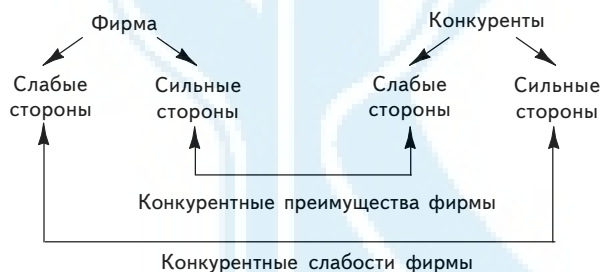 Фирма
Конкуренты
Слабые
стороны
Сильные
стороны
Слабые
стороны
Сильные
стороны
Конкурентные преимущества фирмы
Конкурентные слабости фирмы